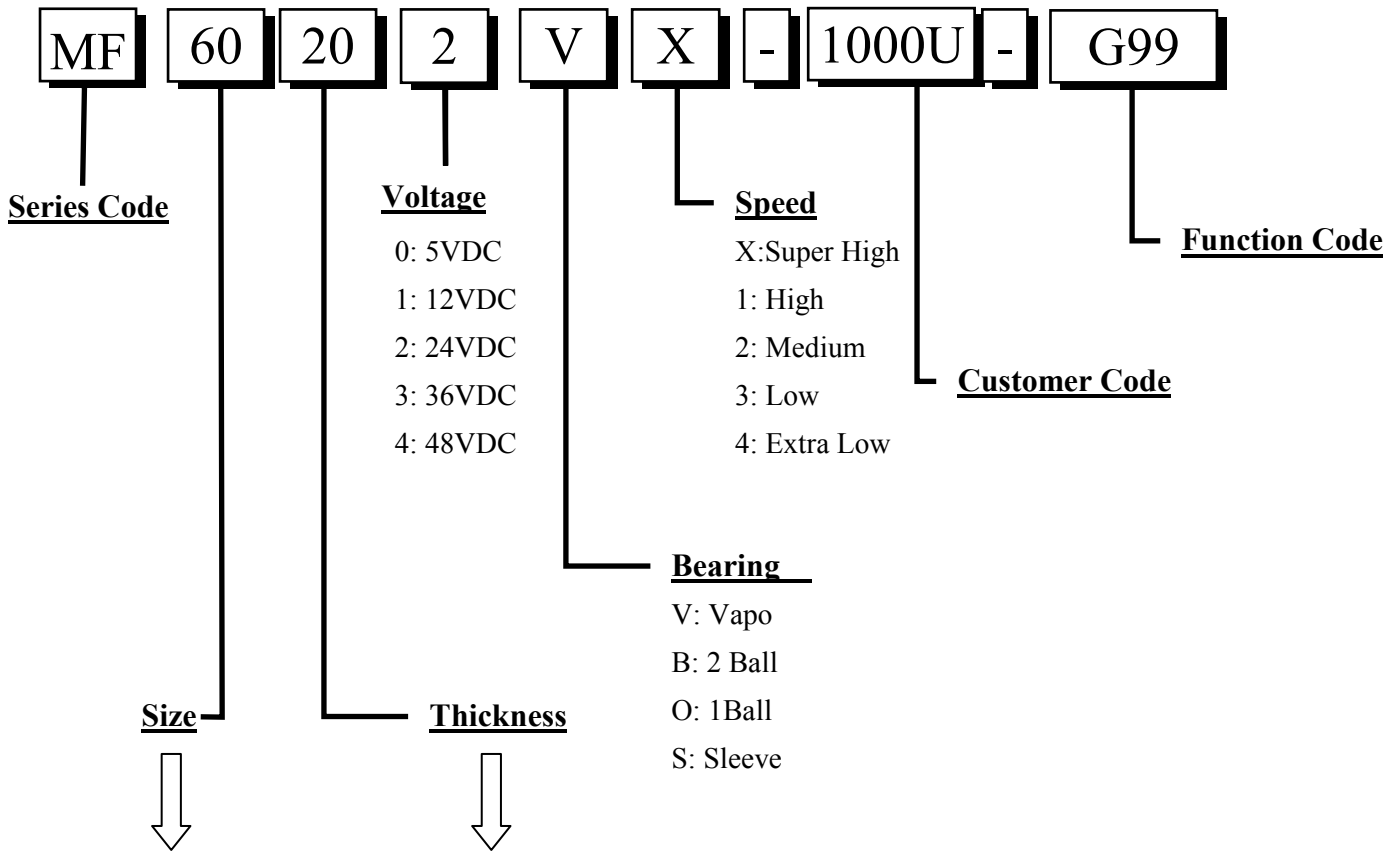 MF 60 20 2 V X - 1000U - G99
Series Code
Voltage
0: 5VDC
1: 12VDC
2: 24VDC
3: 36VDC
4: 48VDC
Speed
X:Super High
1: High
2: Medium
3: Low
4: Extra Low
Function Code
Customer Code
Bearing
V: Vapo
B: 2 Ball
O: 1Ball
S: Sleeve
Size
Thickness